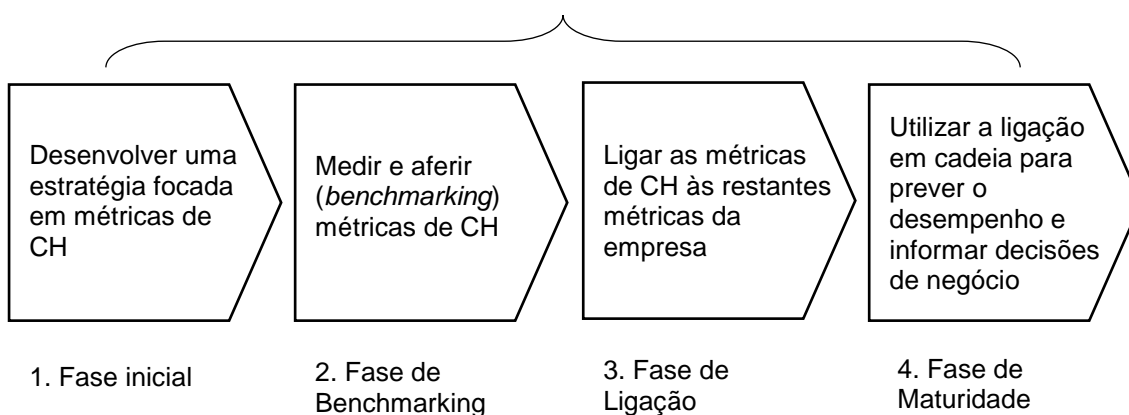 Desenvolver uma
estratégia focada
em métricas de
CH
Medir e aferir
(benchmarking)
métricas de CH
Ligar as métricas
de CH às restantes
métricas da
empresa
Utilizar a ligação
em cadeia para
prever o
desempenho e
informar decisões
de negócio
1. Fase inicial
2. Fase de
Benchmarking
3. Fase de
Ligação
4. Fase de
Maturidade